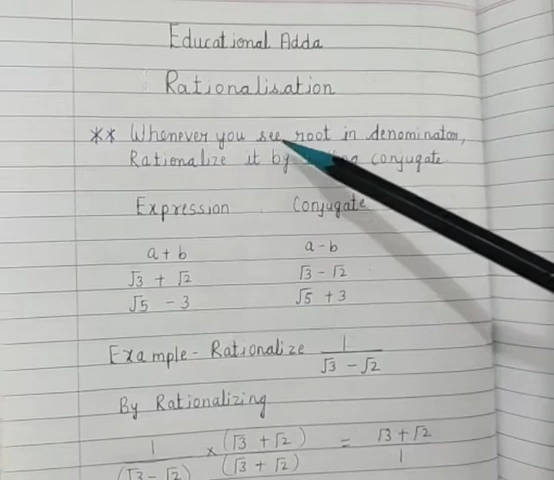 Educational Adda
Rationalisation
** Whenever you see root in denominator,
Rationalize it by conjugate
Expression Conjugate
a + b a - b
√3 + √2 √3 - √2
√5 - 3 √5 + 3
Example - Rationalize 1/(√3 - √2)
By Rationalizing
1/(√3 - √2) × (√3 + √2)/(√3 + √2) = (√3 + √2)/1